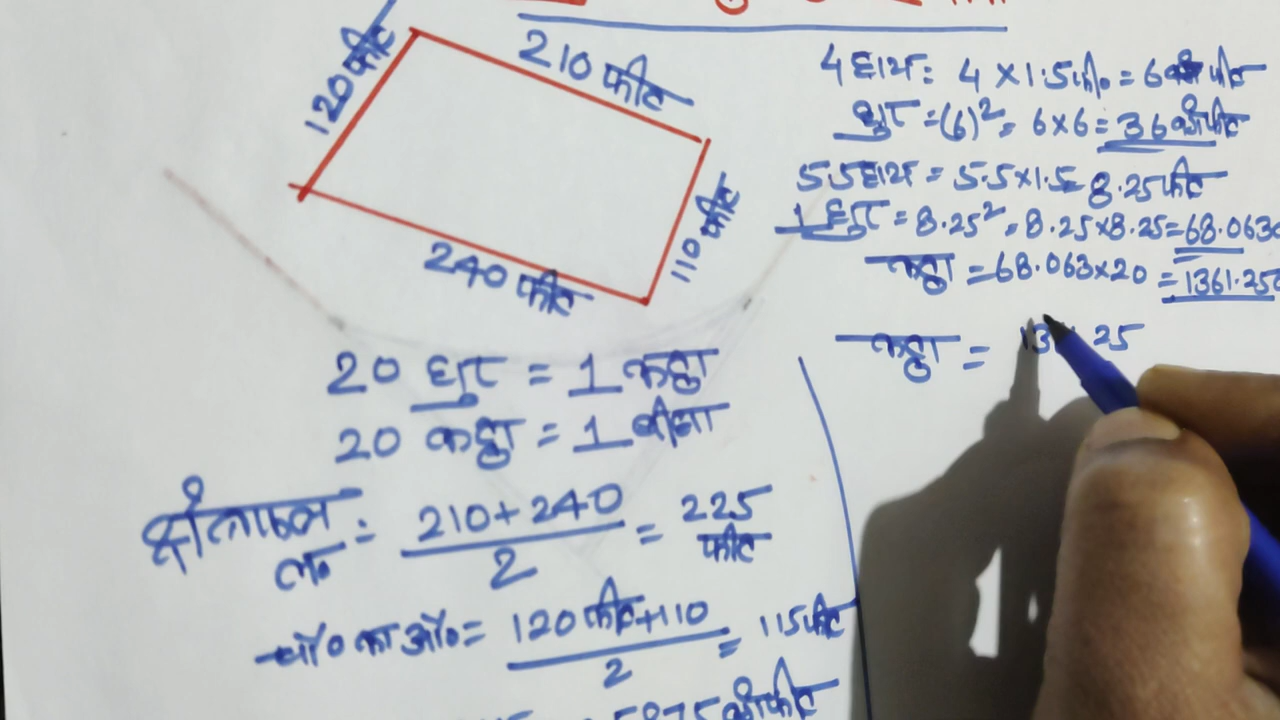 210 फीट
120 फीट
110 फीट
240 फीट
20 धुर = 1 कट्ठा
20 कट्ठा = 1 बीघा
क्षेत्रफल
ल० = 210+240 / 2 = 225 फीट
चौ० का औ० = 120 फीट+110 / 2 = 115 फीट
4 हाथ = 4 × 1.5 फी० = 6 फीट
धुर = (6)² = 6×6 = 36 वर्गफीट
5.5 हाथ = 5.5×1.5 = 8.25 फीट
1 धुर = 8.25² = 8.25×8.25 = 68.063
कट्ठा = 68.063×20 = 1361.25
कट्ठा =